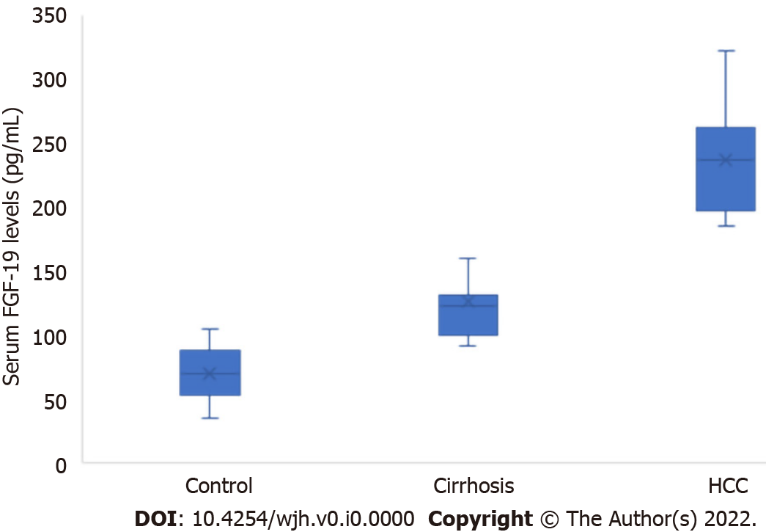 350
300
250
200
150
100
50
0
Serum FGF-19 levels (pg/mL)
Control Cirrhosis HCC
DOI: 10.4254/wjh.v0.i0.0000 Copyright © The Author(s) 2022.